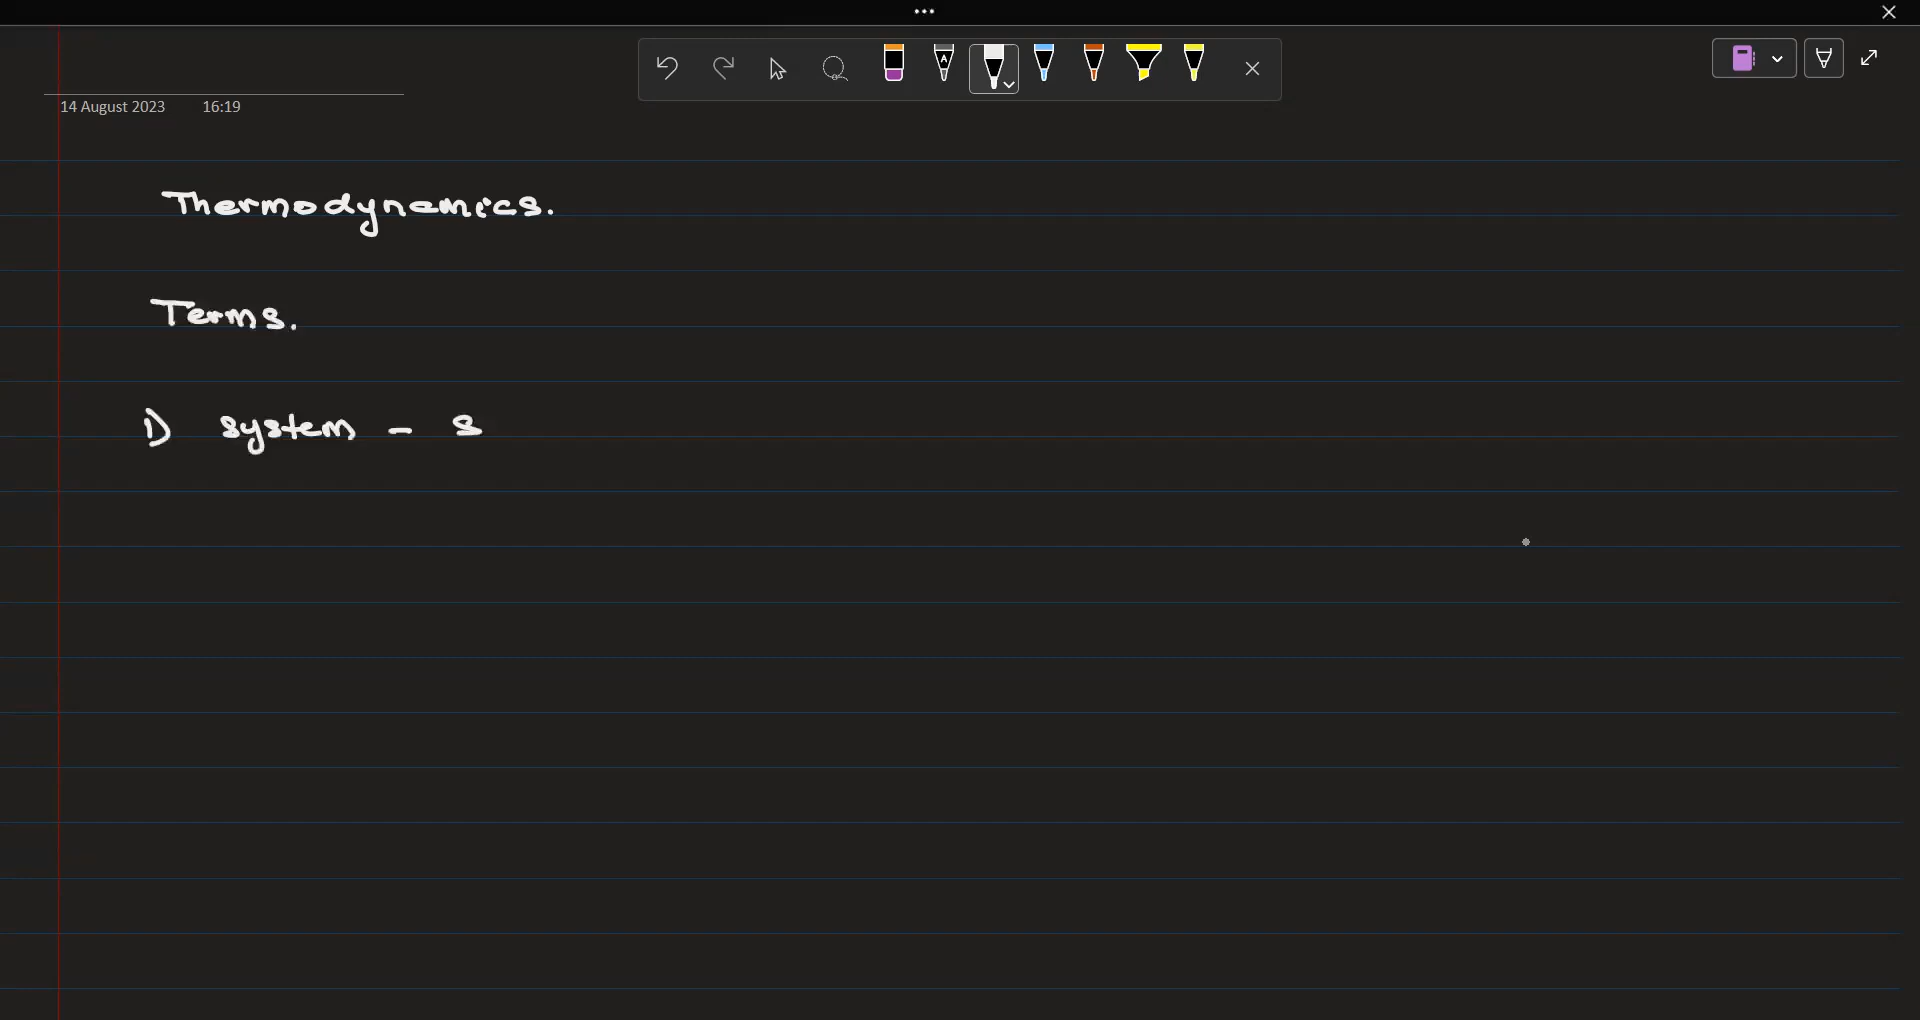 14 August 2023 16:19
Thermodynamics.
Terms.
1) system - s